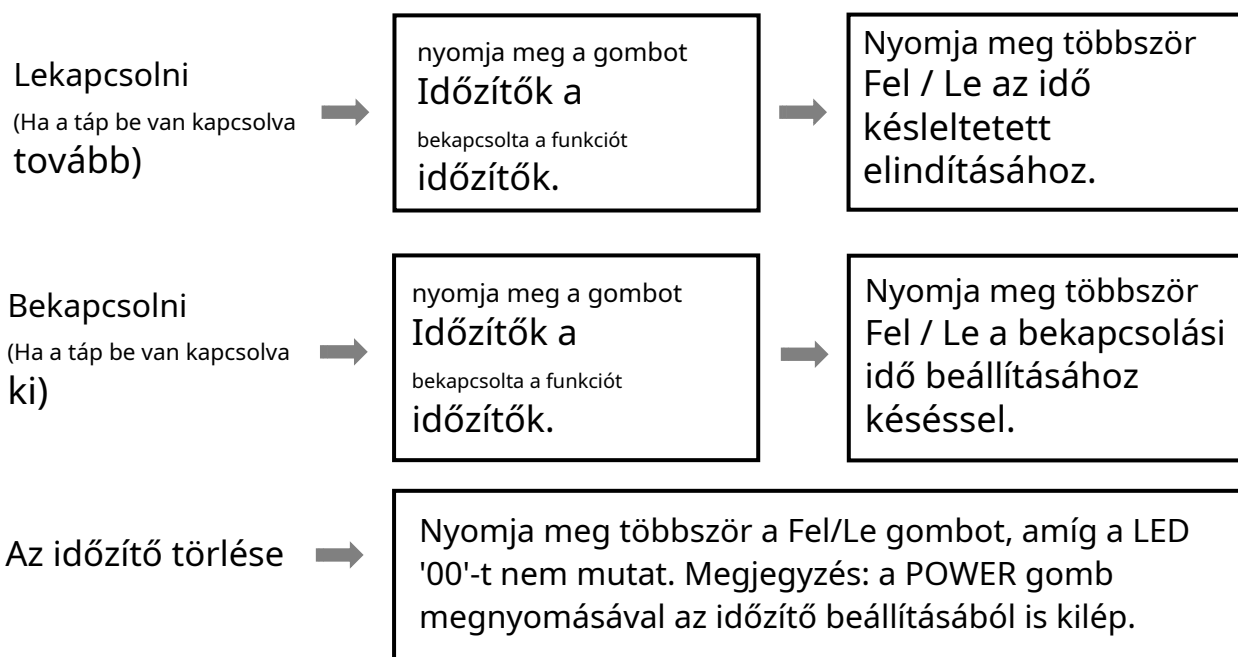 Lekapcsolni
(Ha a táp be van kapcsolva
tovább)
nyomja meg a gombot
Időzítők a
bekapcsolta a funkciót
időzítők.
Nyomja meg többször
Fel / Le az idő
késleltetett
elindításához.
Bekapcsolni
(Ha a táp be van kapcsolva
ki)
nyomja meg a gombot
Időzítők a
bekapcsolta a funkciót
időzítők.
Nyomja meg többször
Fel / Le a bekapcsolási
idő beállításához
késéssel.
Az időzítő törlése
Nyomja meg többször a Fel/Le gombot, amíg a LED
'00'-t nem mutat. Megjegyzés: a POWER gomb
megnyomásával az időzítő beállításából is kilép.